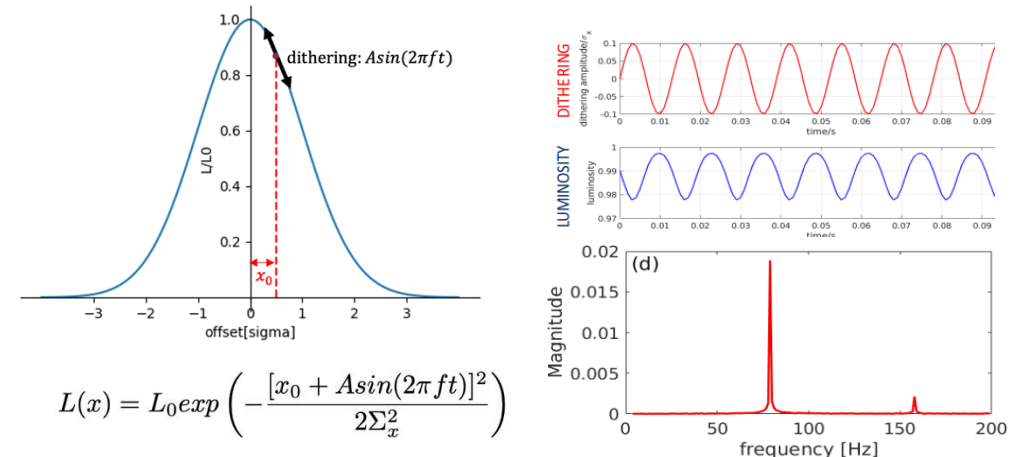 1.0
0.8
0.6
0.4
0.2
L/L0
dithering: Asin(2πft)
x₀
−3 −2 −1 0 1 2 3
offset[sigma]
L(x) = L₀exp(−[x₀ + Asin(2πft)]²/2Σₓ²)
DITHERING
dithering amplitude/σₓ
0.1
0.05
0
-0.05
-0.1
0 0.01 0.02 0.03 0.04 0.05 0.06 0.07 0.08 0.09
time/s
LUMINOSITY
luminosity
1
0.99
0.98
0.97
0 0.01 0.02 0.03 0.04 0.05 0.06 0.07 0.08 0.09
time/s
(d)
Magnitude
0.02
0.015
0.01
0.005
0
0 50 100 150 200
frequency [Hz]